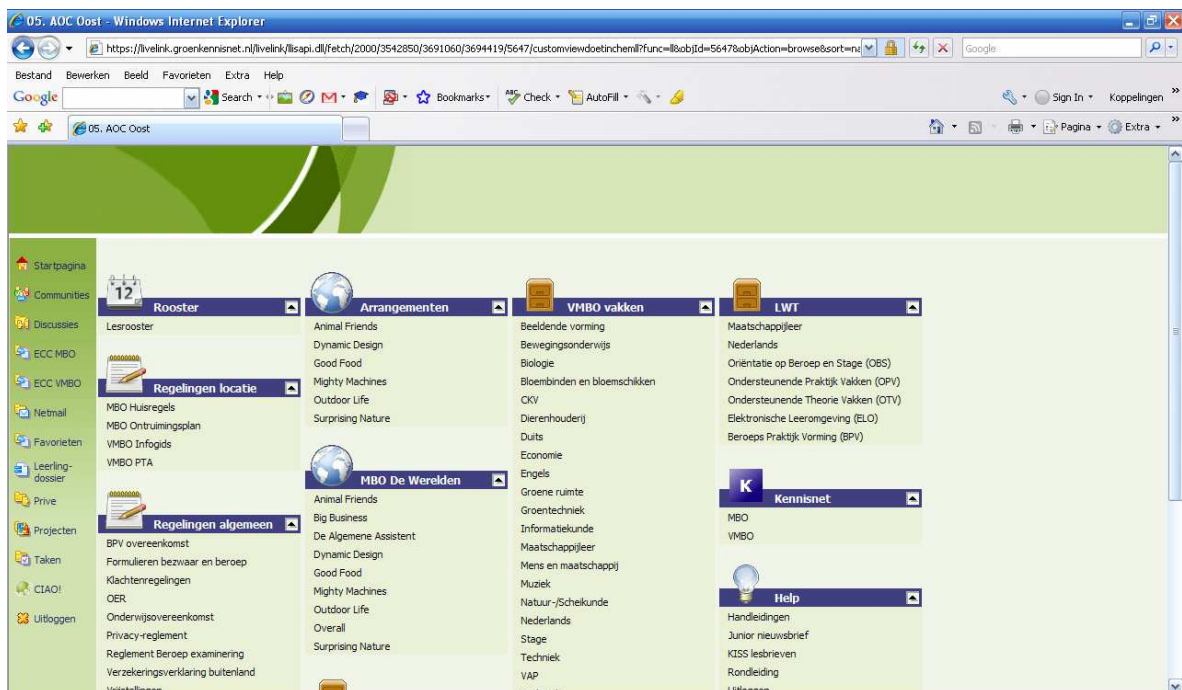 05. AOC Oost - Windows Internet Explorer
https://livelink.groenkennisnet.nl/livelink/llisapi.dll/fetch/2000/3542850/3691060/3694419/5647/customviewdoetincheml?func=ll&objId=5647&objAction=browse&sort=na
Google
Bestand Bewerken Beeld Favorieten Extra Help
Google Search Bookmarks ABC Check AutoFill Sign In Koppelingen
05. AOC Oost Pagina Extra
Startpagina
Communities
Discussies
ECC MBO
ECC VMBO
Netmail
Favorieten
Leerling-
dossier
Prive
Projecten
Taken
CIAO!
Uitloggen
12
Rooster
Lesrooster
Regelingen locatie
MBO Huisregels
MBO Ontruimingsplan
VMBO Infogids
VMBO PTA
Regelingen algemeen
BPV overeenkomst
Formulieren bezwaar en beroep
Klachtenregelingen
OER
Onderwijsovereenkomst
Privacy-reglement
Reglement Beroep examinering
Verzekeringsverklaring buitenland
Arrangementen
Animal Friends
Dynamic Design
Good Food
Mighty Machines
Outdoor Life
Surprising Nature
MBO De Werelden
Animal Friends
Big Business
De Algemene Assistent
Dynamic Design
Good Food
Mighty Machines
Outdoor Life
Overall
Surprising Nature
VMBO vakken
Beeldende vorming
Bewegingsonderwijs
Biologie
Bloembinden en bloemschikken
CKV
Dierenhouderij
Duits
Economie
Engels
Groene ruimte
Groentechniek
Informatiekunde
Maatschappijleer
Mens en maatschappij
Muziek
Natuur-/Scheikunde
Nederlands
Stage
Techniek
VAP
LWT
Maatschappijleer
Nederlands
Oriëntatie op Beroep en Stage (OBS)
Ondersteunende Praktijk Vakken (OPV)
Ondersteunende Theorie Vakken (OTV)
Elektronische Leeromgeving (ELO)
Beroeps Praktijk Vorming (BPV)
K
Kennisnet
MBO
VMBO
Help
Handleidingen
Junior nieuwsbrief
KISS lesbrieven
Rondleiding